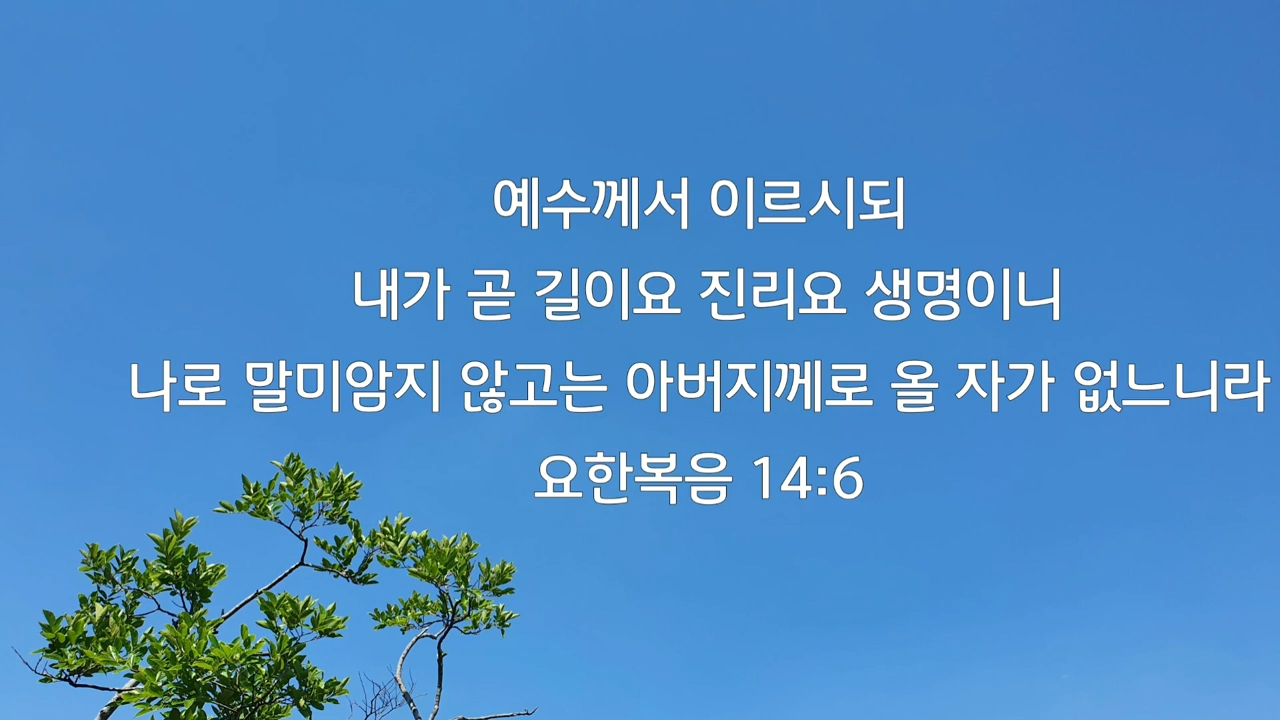 예수께서 이르시되
내가 곧 길이요 진리요 생명이니
나로 말미암지 않고는 아버지께로 올 자가 없느니라
요한복음 14:6